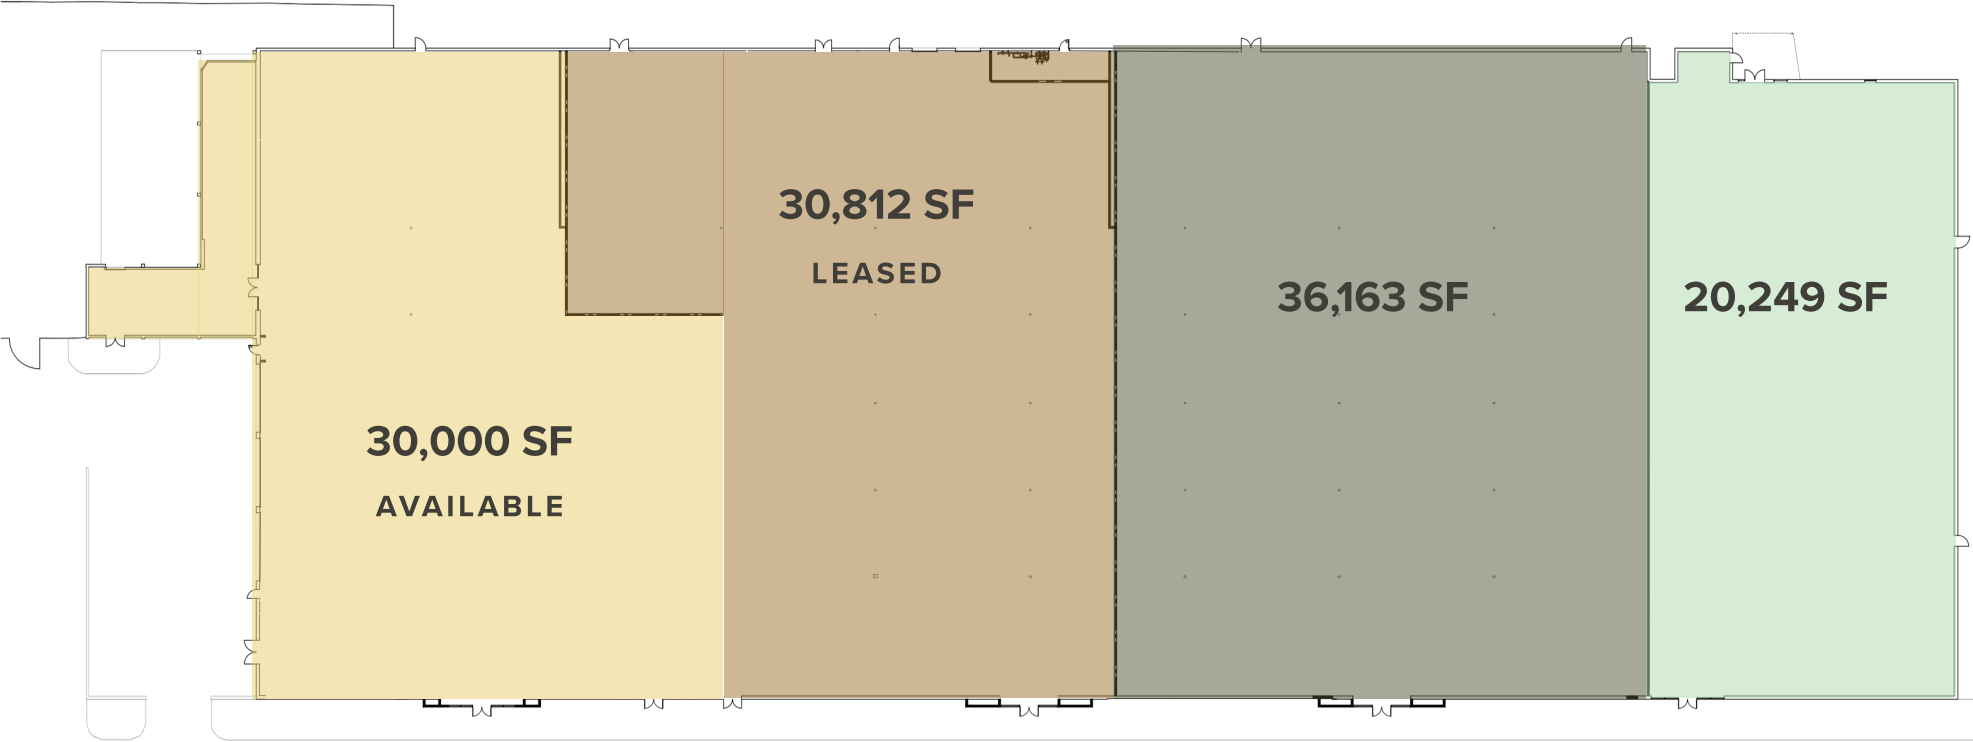 30,812 SF
LEASED
36,163 SF
20,249 SF
30,000 SF
AVAILABLE